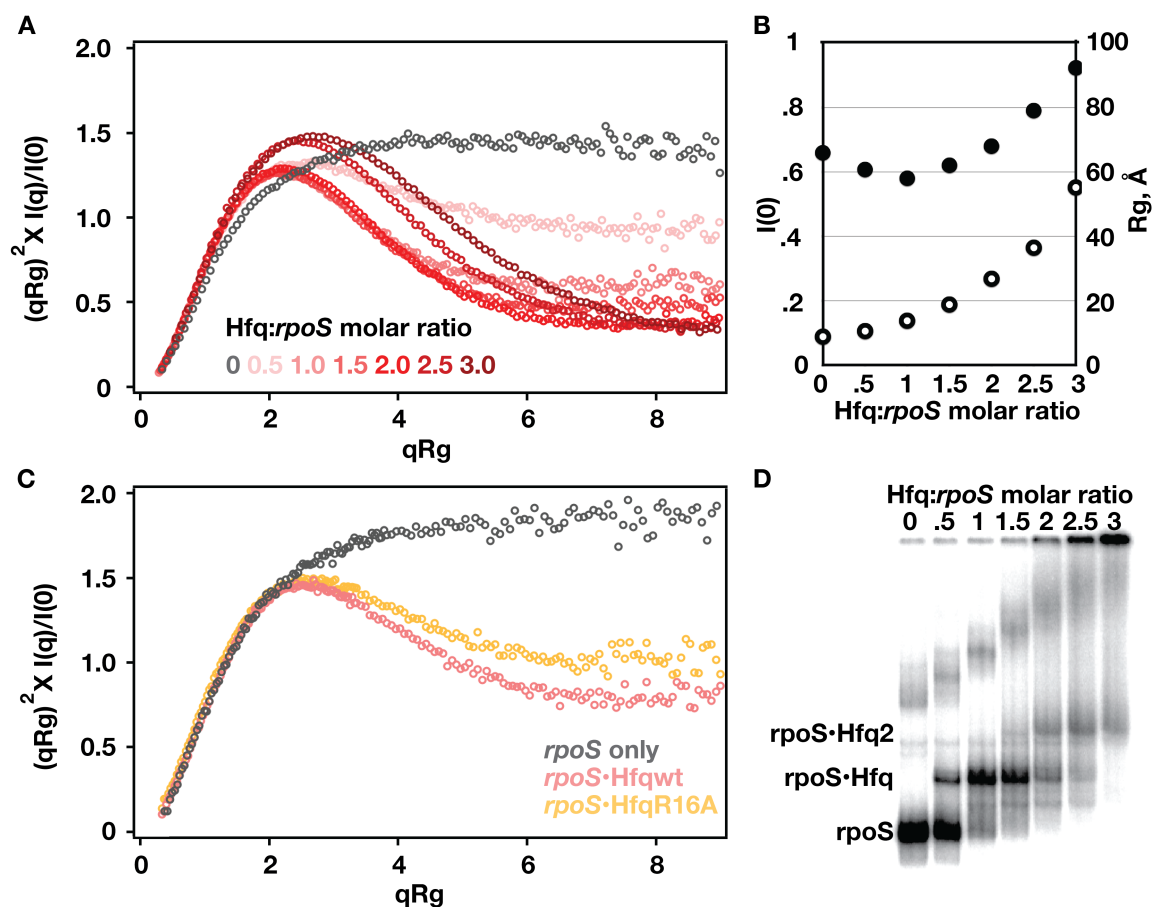 A
2.0
1.5
1.0
0.5
0
(qRg) 2 X I(q)/I(0)
Hfq:rpoS molar ratio
0 0.5 1.0 1.5 2.0 2.5 3.0
0 2 4 6 8
qRg
B
1 100
.8 80
.6 60
.4 40
.2 20
0 0
I(0)
Rg, Å
0 .5 1 1.5 2 2.5 3
Hfq:rpoS molar ratio
C
2.0
1.5
1.0
0.5
0
(qRg) 2 X I(q)/I(0)
rpoS only
rpoS•Hfqwt
rpoS•HfqR16A
0 2 4 6 8
qRg
D
Hfq:rpoS molar ratio
0 .5 1 1.5 2 2.5 3
rpoS•Hfq2
rpoS•Hfq
rpoS